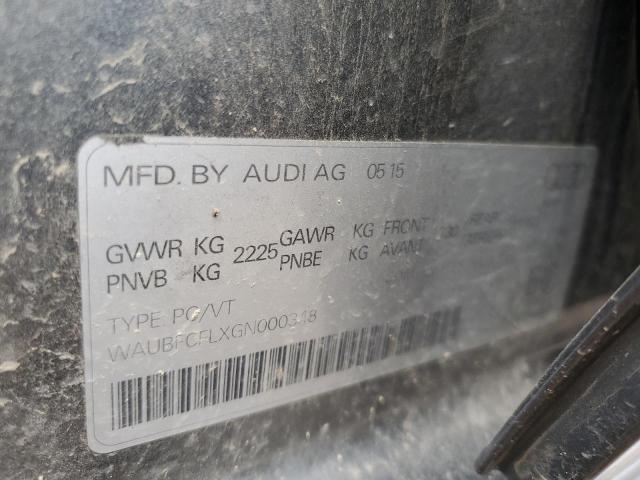 MFD. BY AUDI AG 05 15
GVWR KG 2225 GAWR KG FRONT
PNVB KG PNBE KG AVANT
TYPE PC/VT
WAUBFCFLXGN000348